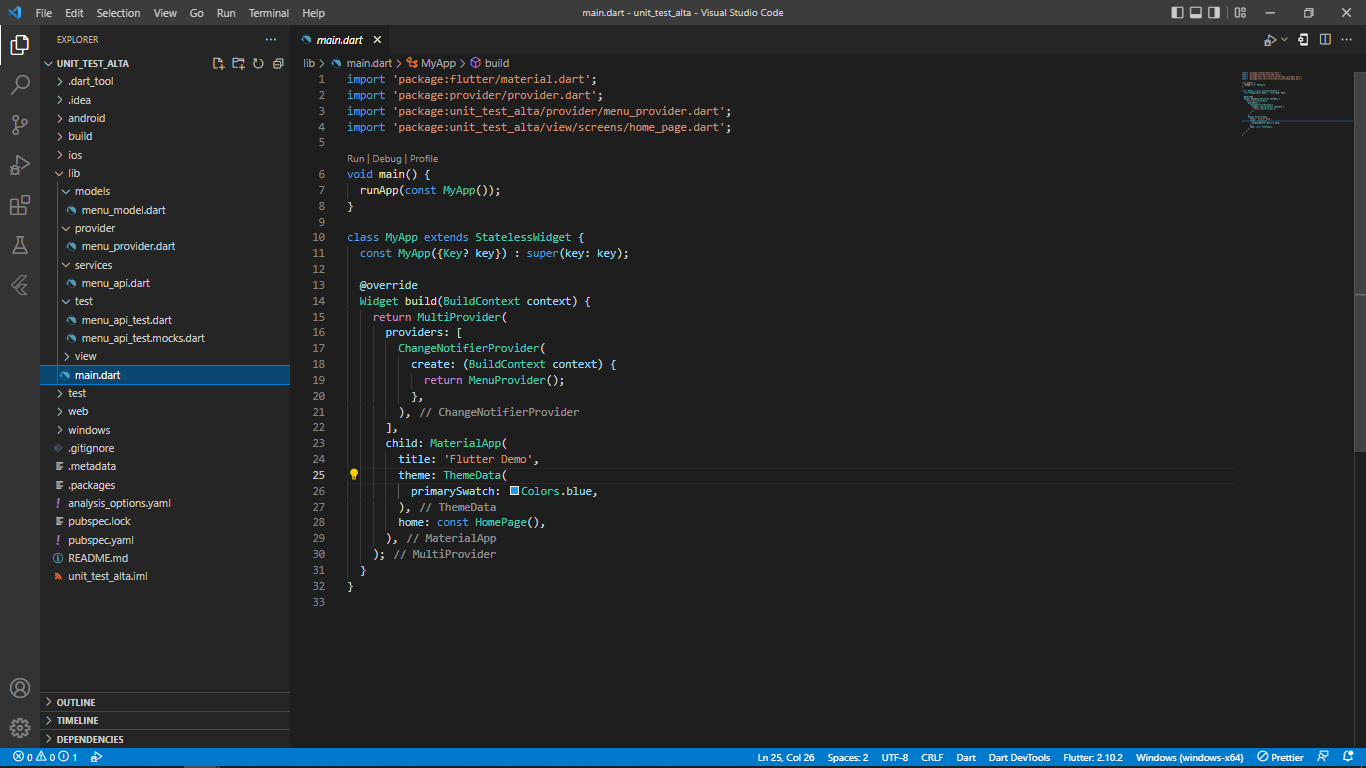 File Edit Selection View Go Run Terminal Help
main.dart - unit_test_alta - Visual Studio Code
EXPLORER
UNIT_TEST_ALTA
.dart_tool
.idea
android
build
ios
lib
models
menu_model.dart
provider
menu_provider.dart
services
menu_api.dart
test
menu_api_test.dart
menu_api_test.mocks.dart
view
main.dart
test
web
windows
.gitignore
.metadata
.packages
analysis_options.yaml
pubspec.lock
pubspec.yaml
README.md
unit_test_alta.iml
OUTLINE
TIMELINE
DEPENDENCIES
main.dart
lib > main.dart > MyApp > build
1 import 'package:flutter/material.dart';
2 import 'package:provider/provider.dart';
3 import 'package:unit_test_alta/provider/menu_provider.dart';
4 import 'package:unit_test_alta/view/screens/home_page.dart';
5
Run | Debug | Profile
6 void main() {
7 runApp(const MyApp());
8 }
9
10 class MyApp extends StatelessWidget {
11 const MyApp({Key? key}) : super(key: key);
12
13 @override
14 Widget build(BuildContext context) {
15 return MultiProvider(
16 providers: [
17 ChangeNotifierProvider(
18 create: (BuildContext context) {
19 return MenuProvider();
20 },
21 ), // ChangeNotifierProvider
22 ],
23 child: MaterialApp(
24 title: 'Flutter Demo',
25 theme: ThemeData(
26 primarySwatch: Colors.blue,
27 ), // ThemeData
28 home: const HomePage(),
29 ), // MaterialApp
30 ); // MultiProvider
31 }
32 }
33
0 0 1
Ln 25, Col 26 Spaces: 2 UTF-8 CRLF Dart Dart DevTools Flutter: 2.10.2 Windows (windows-x64) Prettier